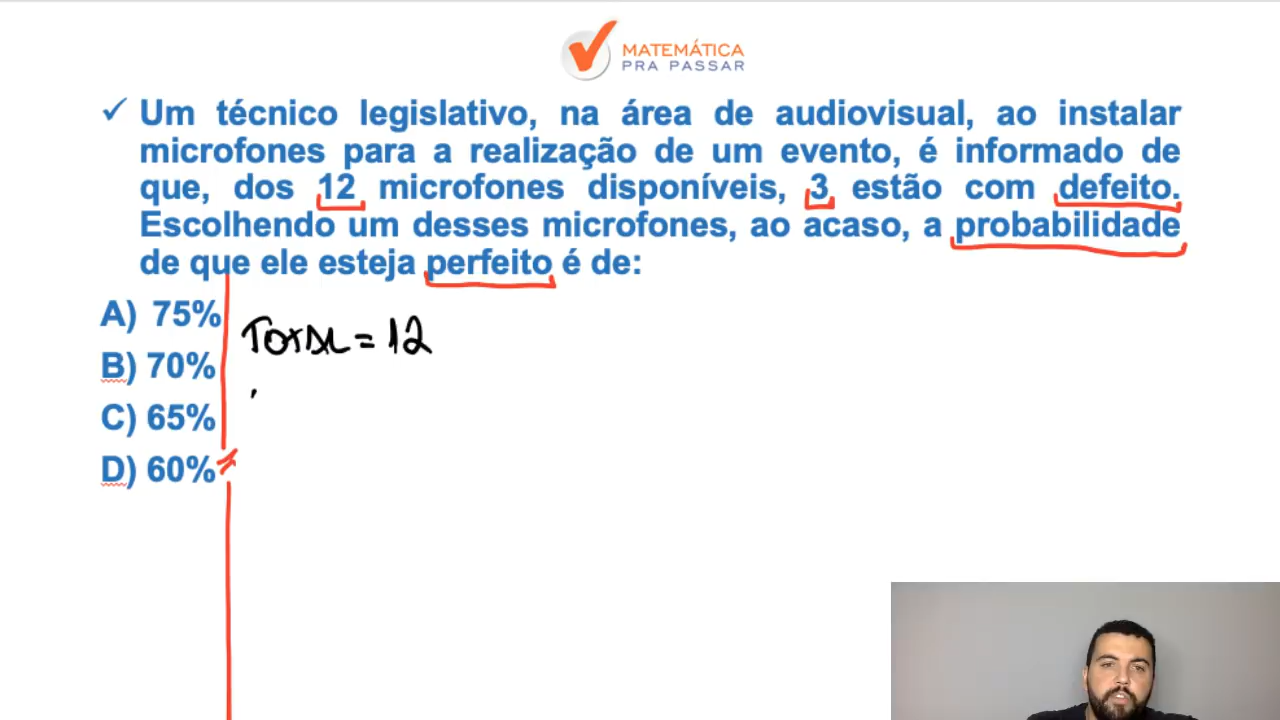 MATEMÁTICA
PRA PASSAR
Um técnico legislativo, na área de audiovisual, ao instalar
microfones para a realização de um evento, é informado de
que, dos 12 microfones disponíveis, 3 estão com defeito.
Escolhendo um desses microfones, ao acaso, a probabilidade
de que ele esteja perfeito é de:
A) 75%
B) 70%
C) 65%
D) 60%
TOTAL = 12